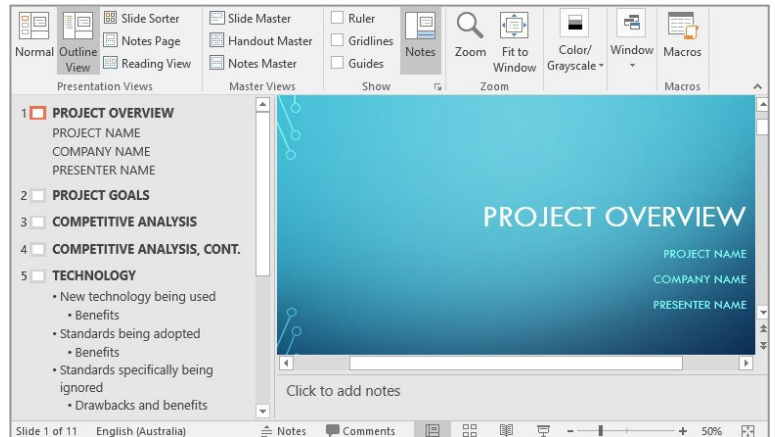 Normal
Outline View
Slide Sorter
Notes Page
Reading View
Presentation Views
Slide Master
Handout Master
Notes Master
Master Views
Ruler
Gridlines
Guides
Show
Notes
Zoom
Fit to Window
Zoom
Color/ Grayscale
Window
Macros
Macros
1 PROJECT OVERVIEW
PROJECT NAME
COMPANY NAME
PRESENTER NAME
2 PROJECT GOALS
3 COMPETITIVE ANALYSIS
4 COMPETITIVE ANALYSIS, CONT.
5 TECHNOLOGY
• New technology being used
• Benefits
• Standards being adopted
• Benefits
• Standards specifically being
ignored
• Drawbacks and benefits
PROJECT OVERVIEW
PROJECT NAME
COMPANY NAME
PRESENTER NAME
Click to add notes
Slide 1 of 11 English (Australia) Notes Comments 50%